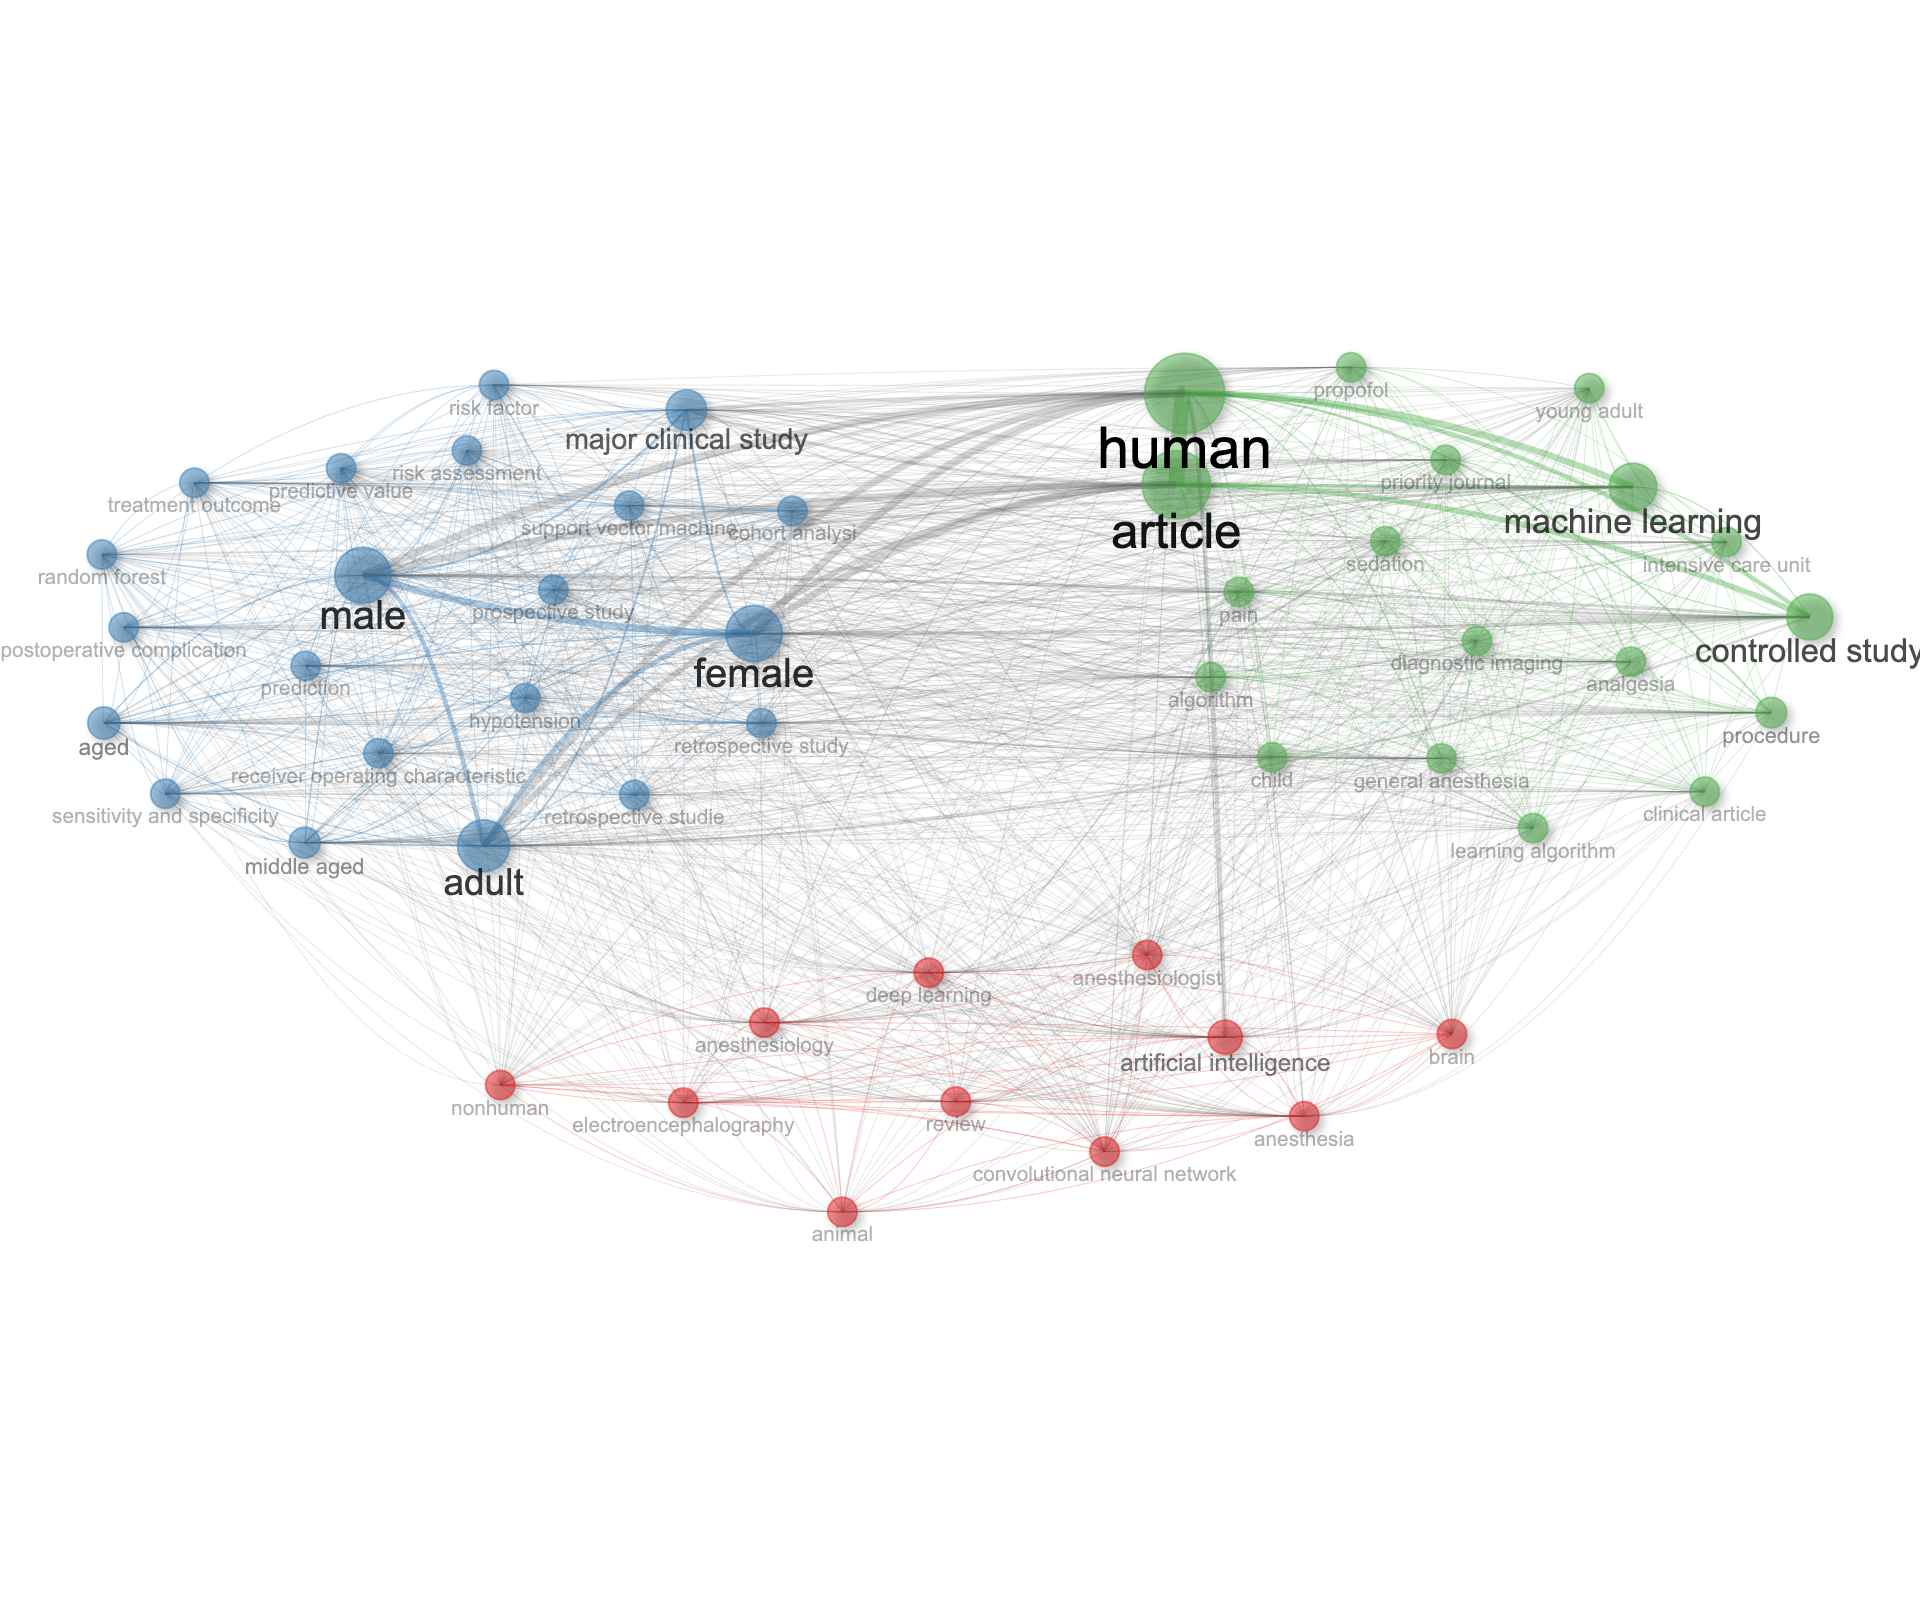 propofol
risk factor
young adult
major clinical study
human
risk assessment
priority journal
predictive value
treatment outcome
machine learning
support vector machine
cohort analysi
article
sedation
intensive care unit
random forest
prospective study
male
pain
postoperative complication
controlled study
diagnostic imaging
female
analgesia
prediction
algorithm
hypotension
procedure
aged
retrospective study
receiver operating characteristic
child
general anesthesia
clinical article
sensitivity and specificity
retrospective studie
learning algorithm
middle aged
adult
anesthesiologist
deep learning
anesthesiology
brain
artificial intelligence
nonhuman
electroencephalography
review
anesthesia
convolutional neural network
animal